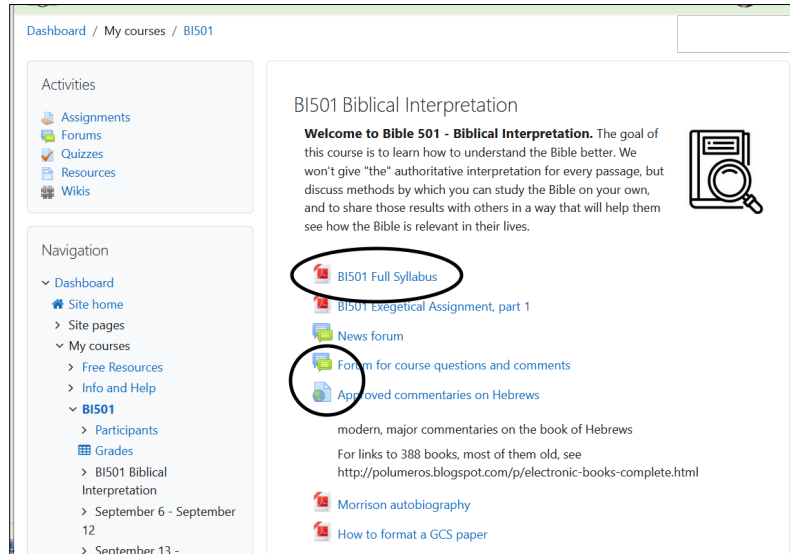 Dashboard / My courses / BI501
Activities
Assignments
Forums
Quizzes
Resources
Wikis
Navigation
Dashboard
Site home
Site pages
My courses
Free Resources
Info and Help
BI501
Participants
Grades
BI501 Biblical
Interpretation
September 6 - September
12
September 13 -
BI501 Biblical Interpretation
Welcome to Bible 501 - Biblical Interpretation. The goal of
this course is to learn how to understand the Bible better. We
won't give "the" authoritative interpretation for every passage, but
discuss methods by which you can study the Bible on your own,
and to share those results with others in a way that will help them
see how the Bible is relevant in their lives.
BI501 Full Syllabus
BI501 Exegetical Assignment, part 1
News forum
Forum for course questions and comments
Approved commentaries on Hebrews
modern, major commentaries on the book of Hebrews
For links to 388 books, most of them old, see
http://polumeros.blogspot.com/p/electronic-books-complete.html
Morrison autobiography
How to format a GCS paper